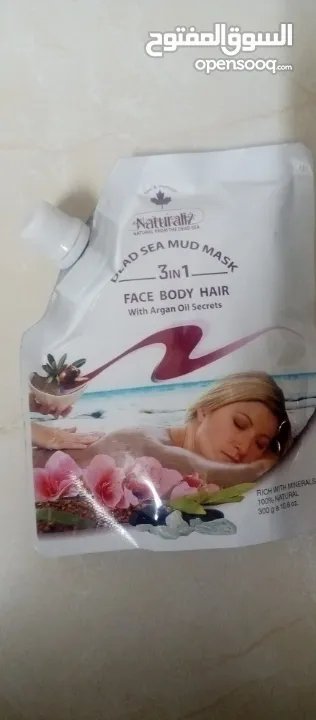 السوق المفتوح
opensooq.com
Naturaliz
NATURAL FROM THE DEAD SEA
DEAD SEA MUD MASK
3 IN 1
FACE BODY HAIR
With Argan Oil Secrets
RICH WITH MINERALS
100% NATURAL
300 g e 10.6 oz.